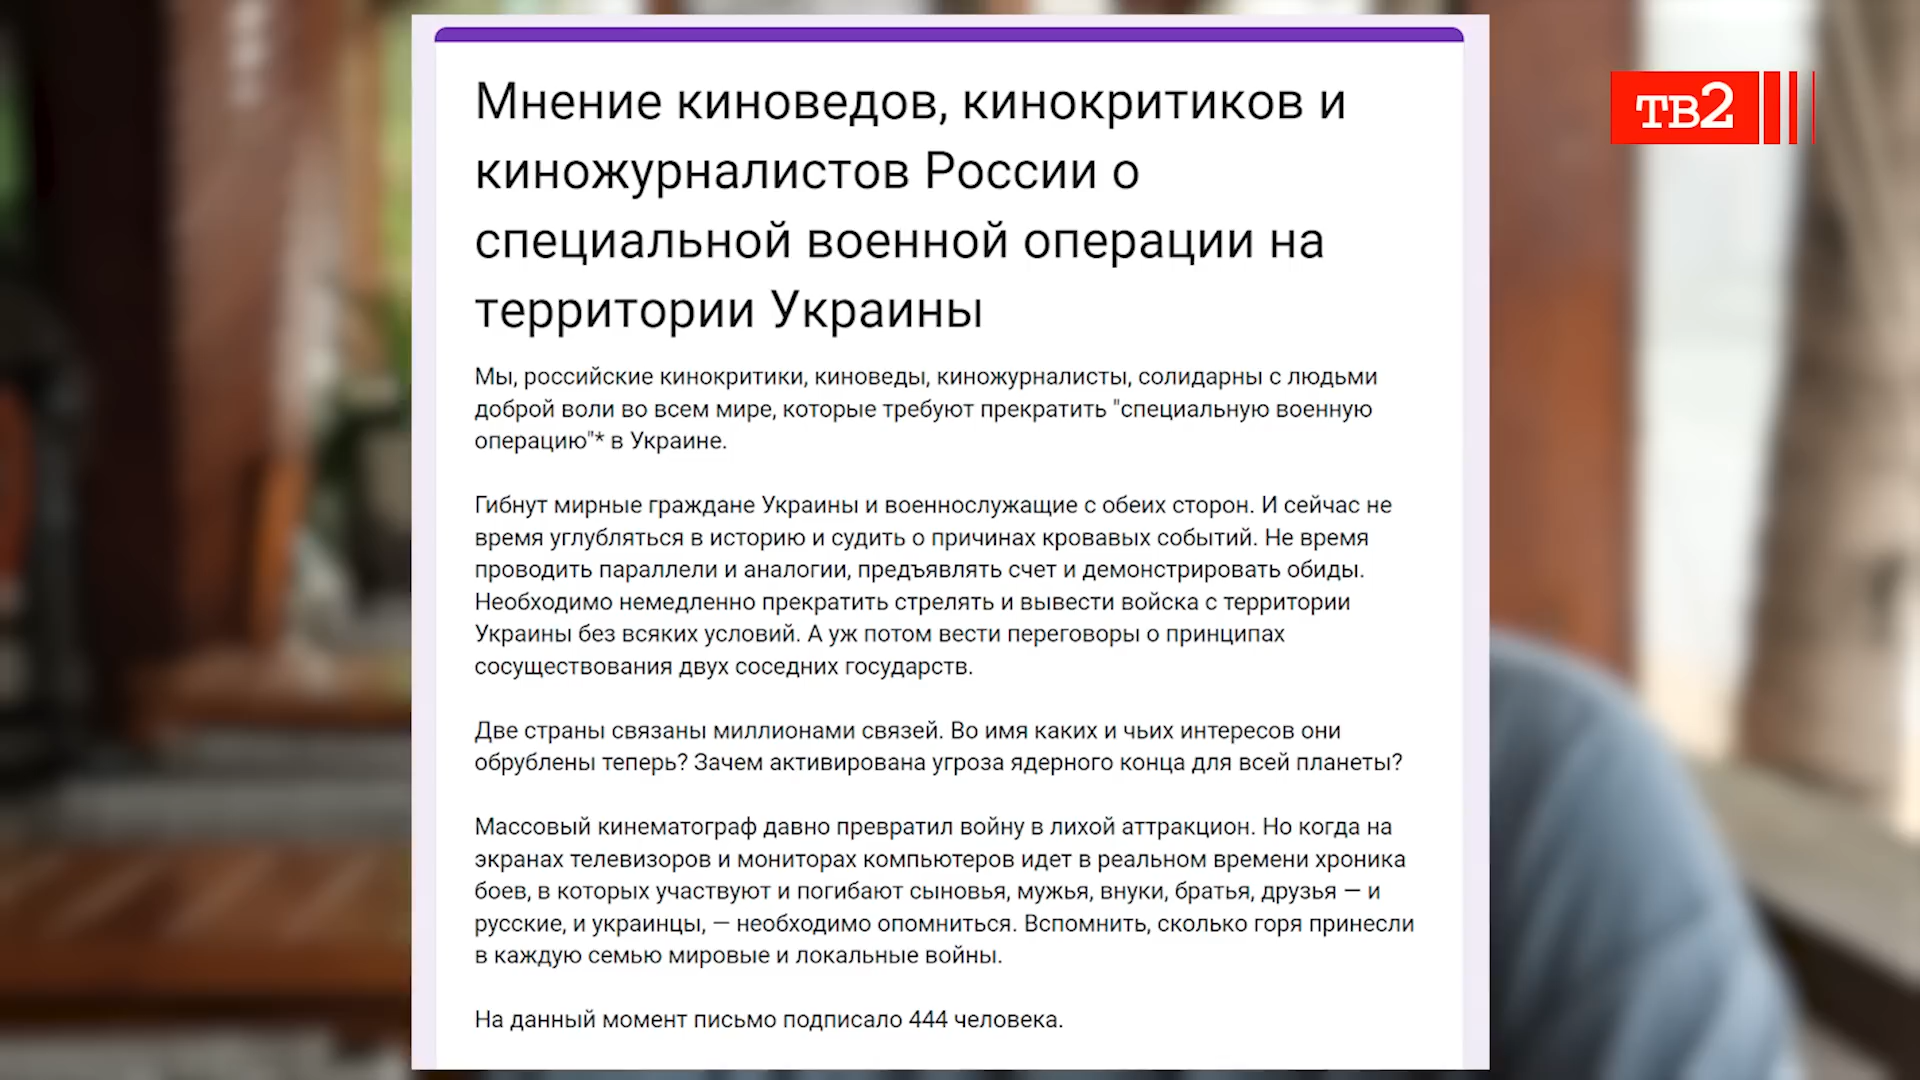 Мнение киноведов, кинокритиков и
киножурналистов России о
специальной военной операции на
территории Украины
Мы, российские кинокритики, киноведы, киножурналисты, солидарны с людьми
доброй воли во всем мире, которые требуют прекратить "специальную военную
операцию"* в Украине.
Гибнут мирные граждане Украины и военнослужащие с обеих сторон. И сейчас не
время углубляться в историю и судить о причинах кровавых событий. Не время
проводить параллели и аналогии, предъявлять счет и демонстрировать обиды.
Необходимо немедленно прекратить стрелять и вывести войска с территории
Украины без всяких условий. А уж потом вести переговоры о принципах
сосуществования двух соседних государств.
Две страны связаны миллионами связей. Во имя каких и чьих интересов они
обрублены теперь? Зачем активирована угроза ядерного конца для всей планеты?
Массовый кинематограф давно превратил войну в лихой аттракцион. Но когда на
экранах телевизоров и мониторах компьютеров идет в реальном времени хроника
боев, в которых участвуют и погибают сыновья, мужья, внуки, братья, друзья — и
русские, и украинцы, — необходимо опомниться. Вспомнить, сколько горя принесли
в каждую семью мировые и локальные войны.
На данный момент письмо подписало 444 человека.
ТВ2